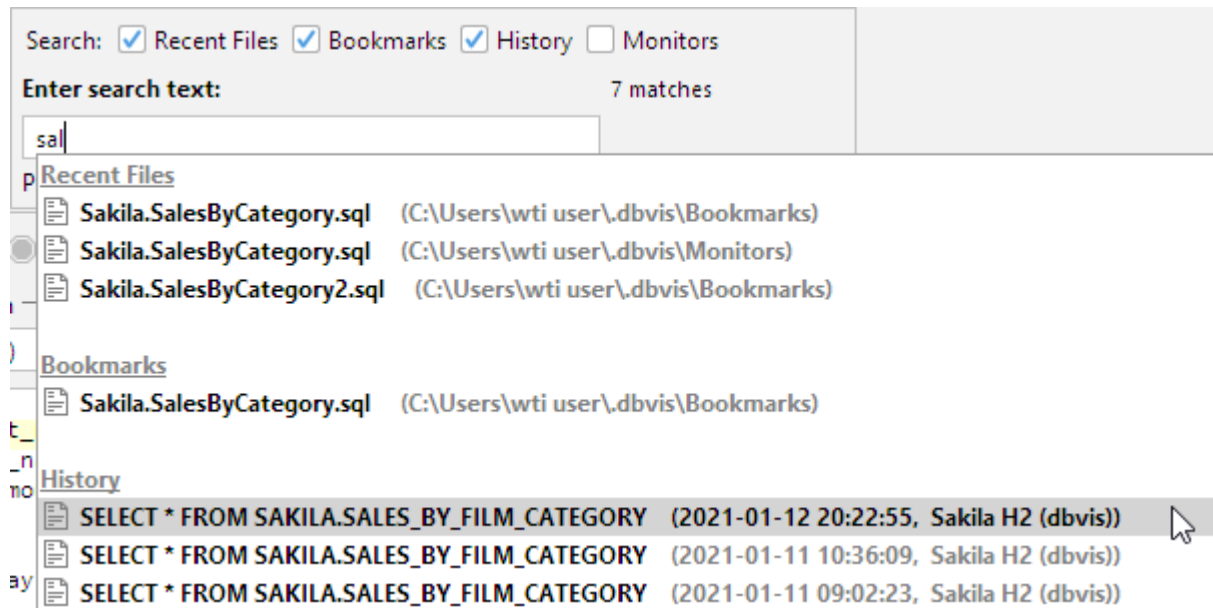 Search: Recent Files Bookmarks History Monitors
Enter search text: 7 matches
sal
Recent Files
Sakila.SalesByCategory.sql (C:\Users\wti user\.dbvis\Bookmarks)
Sakila.SalesByCategory.sql (C:\Users\wti user\.dbvis\Monitors)
Sakila.SalesByCategory2.sql (C:\Users\wti user\.dbvis\Bookmarks)
Bookmarks
Sakila.SalesByCategory.sql (C:\Users\wti user\.dbvis\Bookmarks)
History
SELECT * FROM SAKILA.SALES_BY_FILM_CATEGORY (2021-01-12 20:22:55, Sakila H2 (dbvis))
SELECT * FROM SAKILA.SALES_BY_FILM_CATEGORY (2021-01-11 10:36:09, Sakila H2 (dbvis))
SELECT * FROM SAKILA.SALES_BY_FILM_CATEGORY (2021-01-11 09:02:23, Sakila H2 (dbvis))